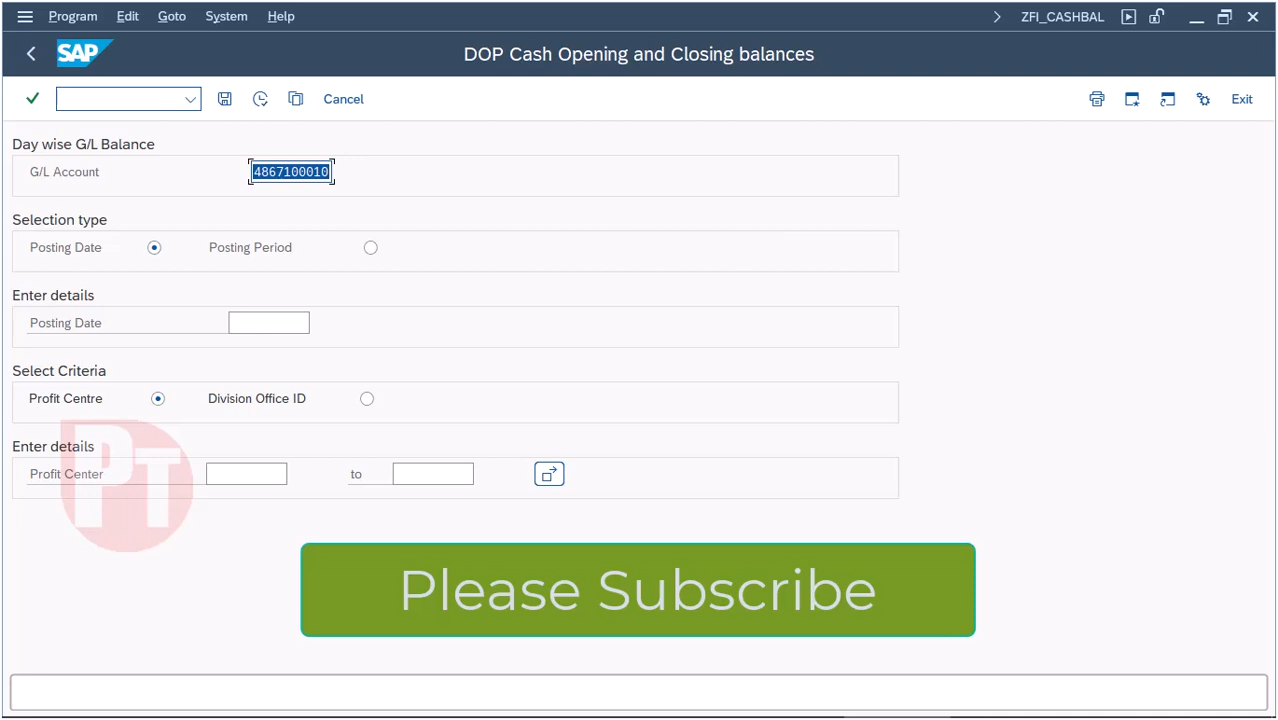 Program Edit Goto System Help ZFI_CASHBAL
SAP DOP Cash Opening and Closing balances
Cancel Exit
Day wise G/L Balance
G/L Account 4867100010
Selection type
Posting Date Posting Period
Enter details
Posting Date
Select Criteria
Profit Centre Division Office ID
Enter details
Profit Center to
PT
Please Subscribe